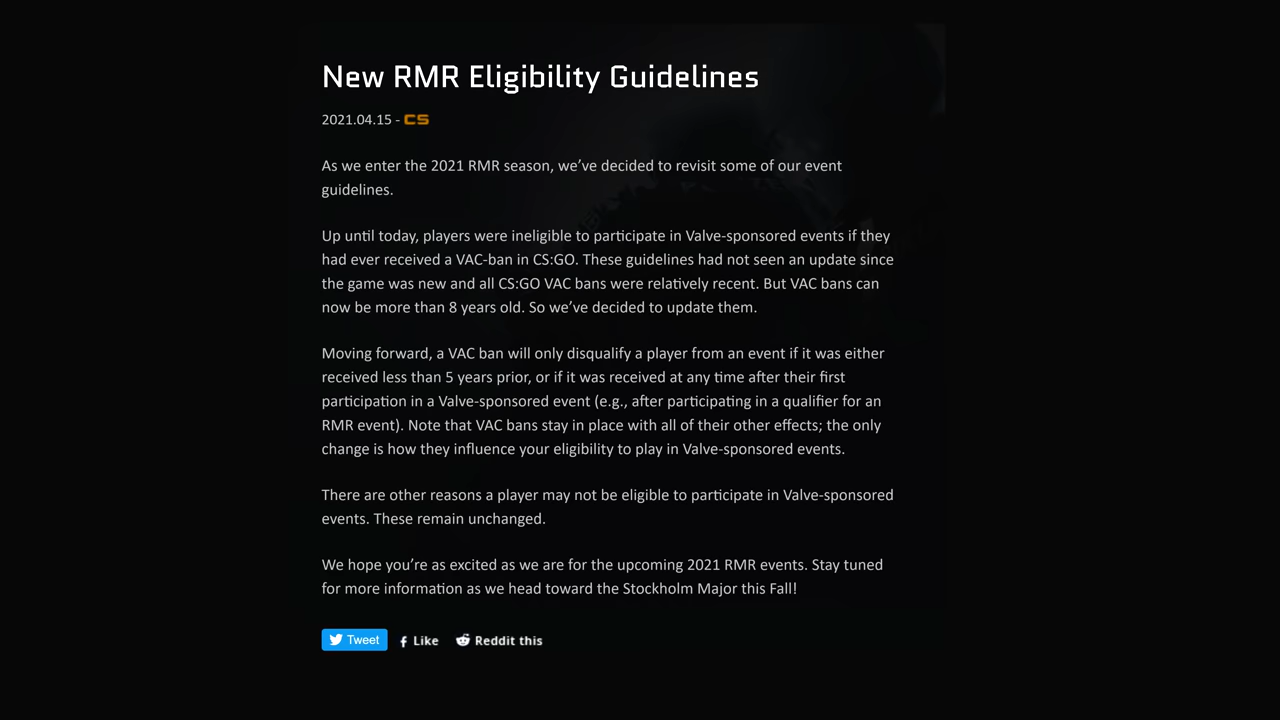 New RMR Eligibility Guidelines
2021.04.15 - CS
As we enter the 2021 RMR season, we’ve decided to revisit some of our event
guidelines.
Up until today, players were ineligible to participate in Valve-sponsored events if they
had ever received a VAC-ban in CS:GO. These guidelines had not seen an update since
the game was new and all CS:GO VAC bans were relatively recent. But VAC bans can
now be more than 8 years old. So we’ve decided to update them.
Moving forward, a VAC ban will only disqualify a player from an event if it was either
received less than 5 years prior, or if it was received at any time after their first
participation in a Valve-sponsored event (e.g., after participating in a qualifier for an
RMR event). Note that VAC bans stay in place with all of their other effects; the only
change is how they influence your eligibility to play in Valve-sponsored events.
There are other reasons a player may not be eligible to participate in Valve-sponsored
events. These remain unchanged.
We hope you’re as excited as we are for the upcoming 2021 RMR events. Stay tuned
for more information as we head toward the Stockholm Major this Fall!
Tweet Like Reddit this